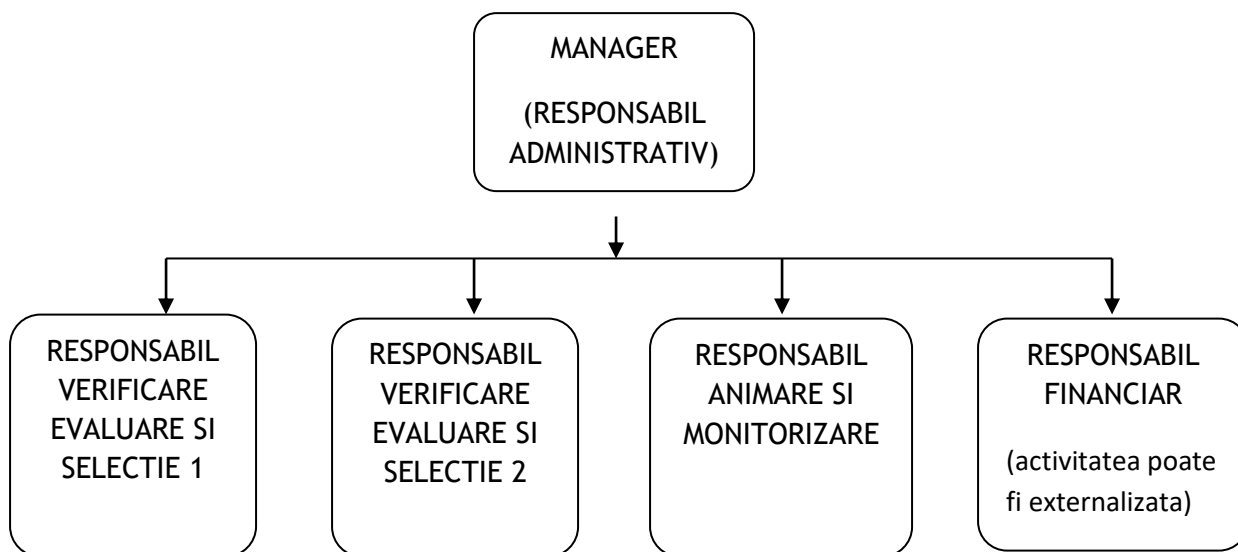 MANAGER
(RESPONSABIL
ADMINISTRATIV)
RESPONSABIL
VERIFICARE
EVALUARE SI
SELECTIE 1
RESPONSABIL
VERIFICARE
EVALUARE SI
SELECTIE 2
RESPONSABIL
ANIMARE SI
MONITORIZARE
RESPONSABIL
FINANCIAR
(activitatea poate
fi externalizata)